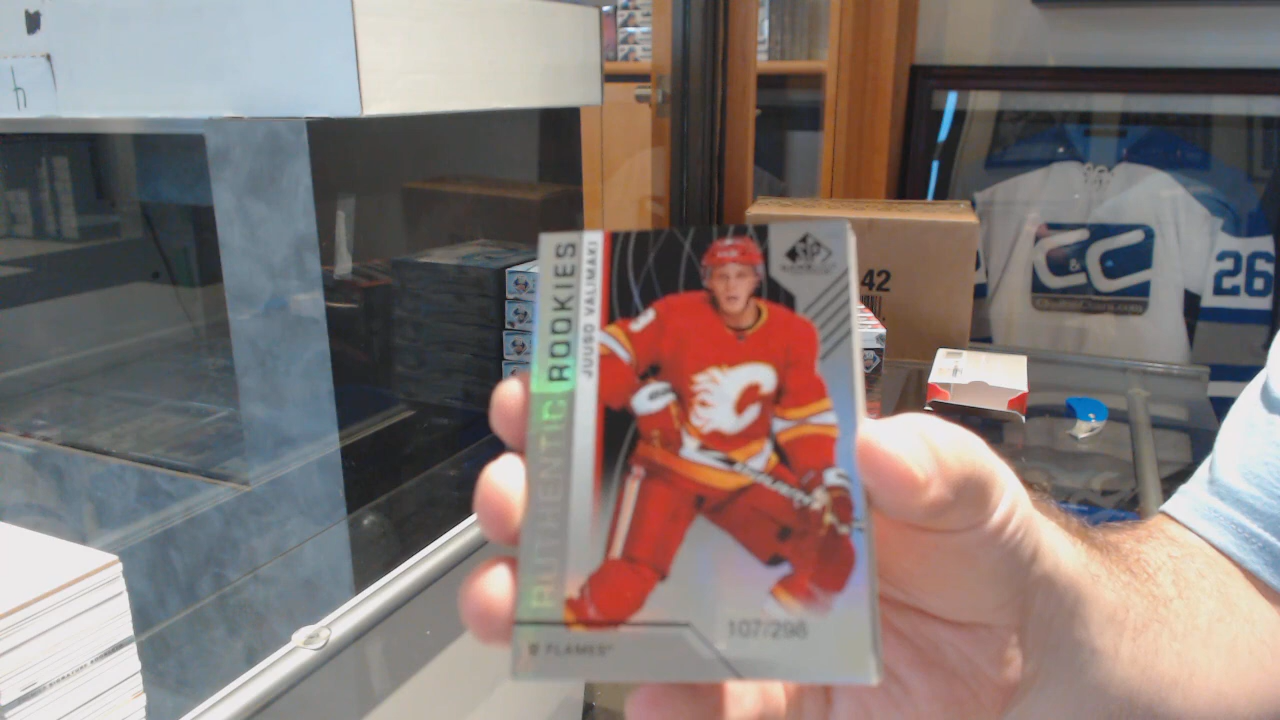 AUTHENTIC ROOKIES
JUUSO VALIMAKI
SP
C
107/298
D FLAMES
42
C&C
26
h